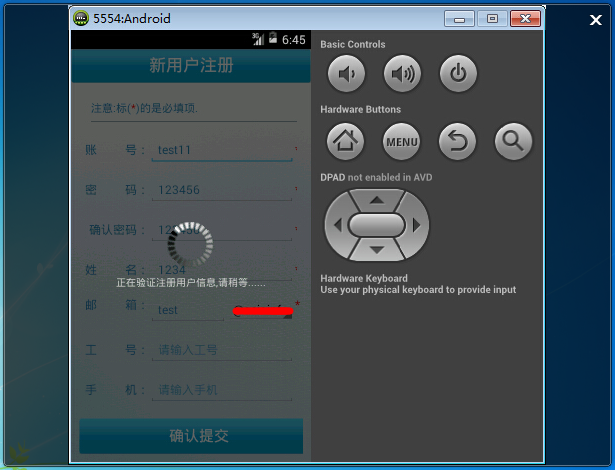 5554:Android
3G 6:45
新用户注册
注意:标(*)的是必填项.
账 号: test11 *
密 码: 123456 *
确认密码: *
姓 名: 1234 *
正在验证注册用户信息,请稍等......
邮 箱: test *
工 号: 请输入工号
手 机: 请输入手机
确认提交
Basic Controls
Hardware Buttons
MENU
DPAD not enabled in AVD
Hardware Keyboard
Use your physical keyboard to provide input